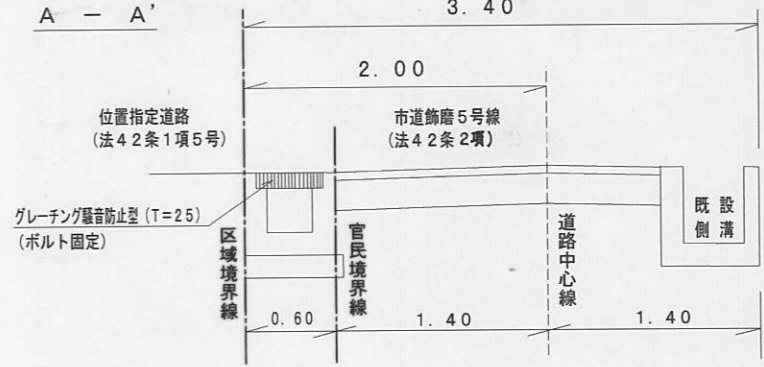 A － A'
3.40
2.00
位置指定道路
(法42条1項5号)
市道飾磨5号線
(法42条2項)
グレーチング騒音防止型 (T=25)
(ボルト固定)
区域境界線
官民境界線
道路中心線
既設
側溝
0.60
1.40
1.40